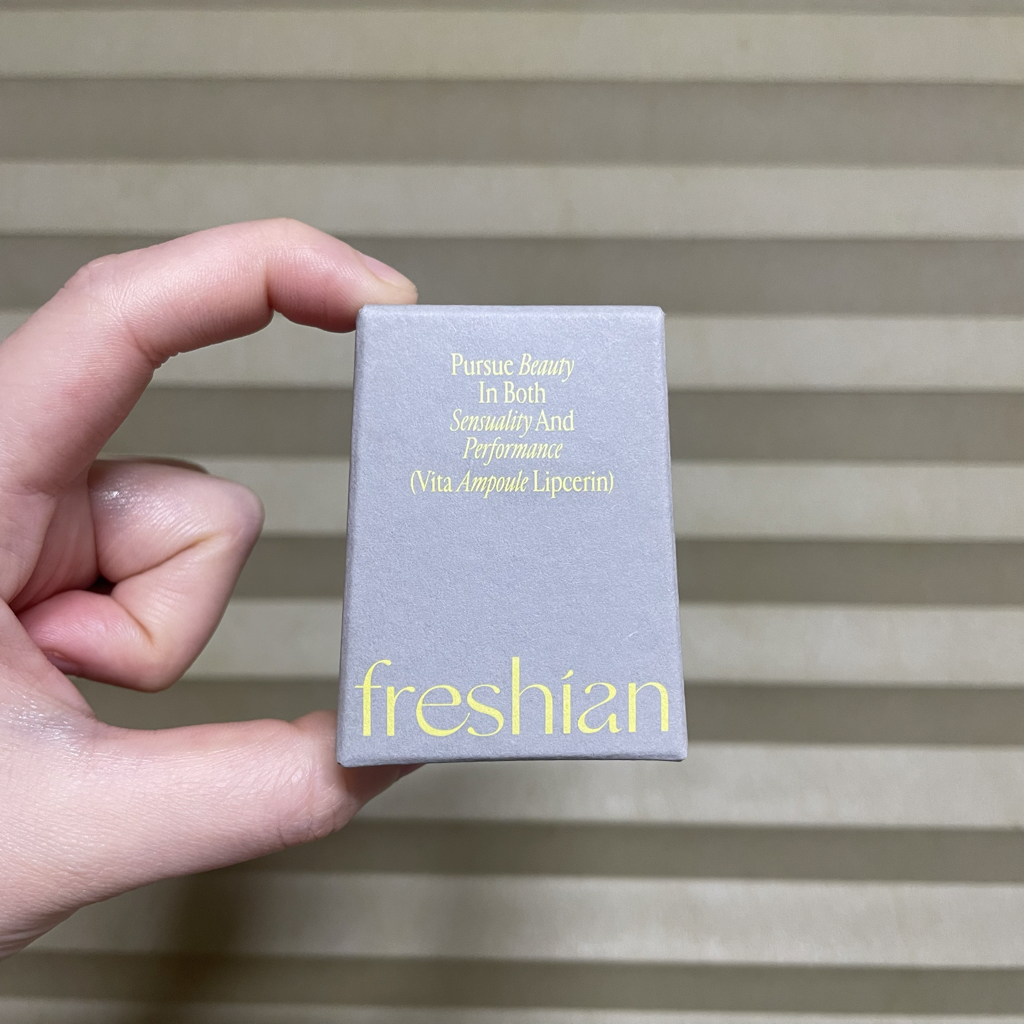 Pursue Beauty
In Both
Sensuality And
Performance
(Vita Ampoule Lipcerin)
freshian